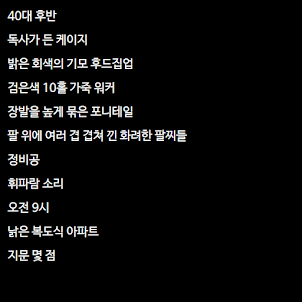 40대 후반
독사가 든 케이지
밝은 회색의 기모 후드집업
검은색 10홀 가죽 워커
장발을 높게 묶은 포니테일
팔 위에 여러 겹 겹쳐 낀 화려한 팔찌들
정비공
휘파람 소리
오전 9시
낡은 복도식 아파트
지문 몇 점